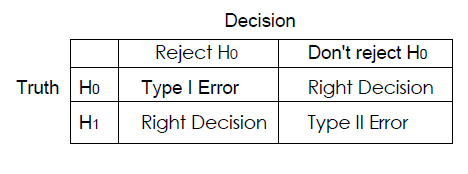 Decision
Reject H0 Don't reject H0
Truth H0 Type I Error Right Decision
H1 Right Decision Type II Error